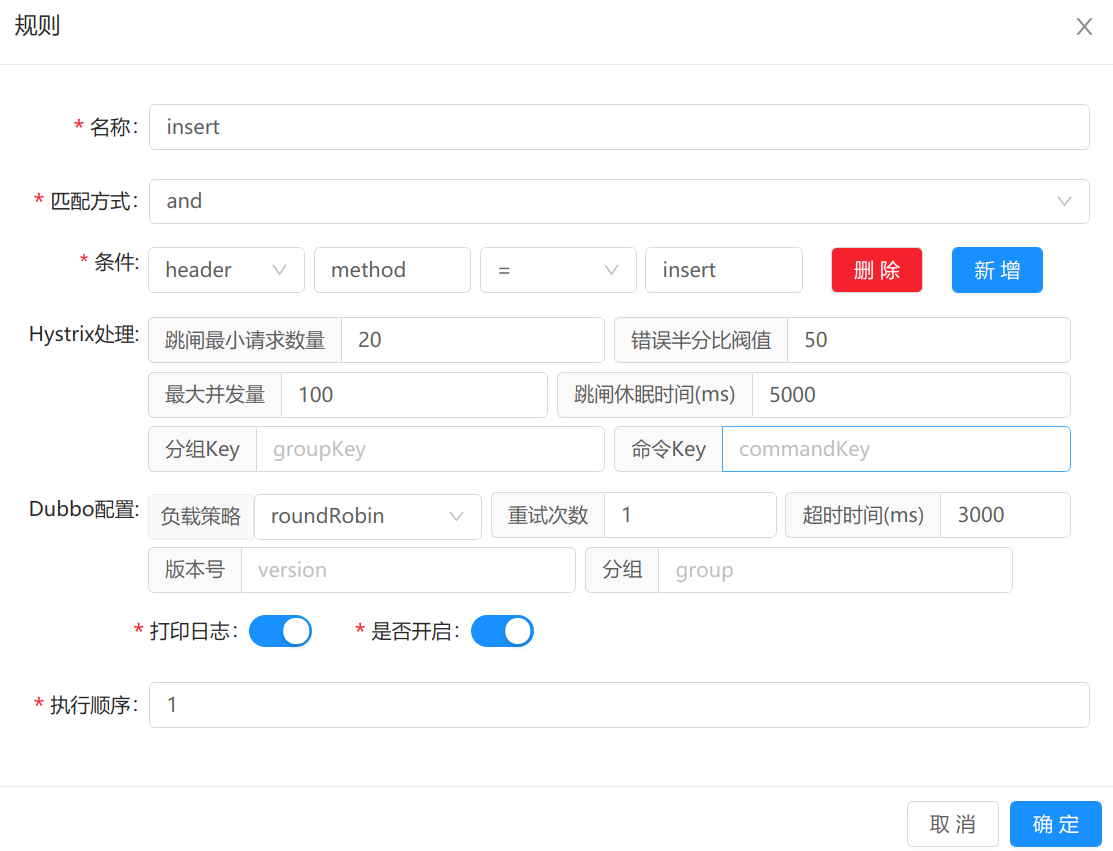 规则
* 名称: insert
* 匹配方式: and
* 条件: header method = insert 删 除 新 增
Hystrix处理: 跳闸最小请求数量 20 错误半分比阀值 50
最大并发量 100 跳闸休眠时间(ms) 5000
分组Key groupKey 命令Key commandKey
Dubbo配置: 负载策略 roundRobin 重试次数 1 超时时间(ms) 3000
版本号 version 分组 group
* 打印日志: * 是否开启:
* 执行顺序: 1
取 消 确 定